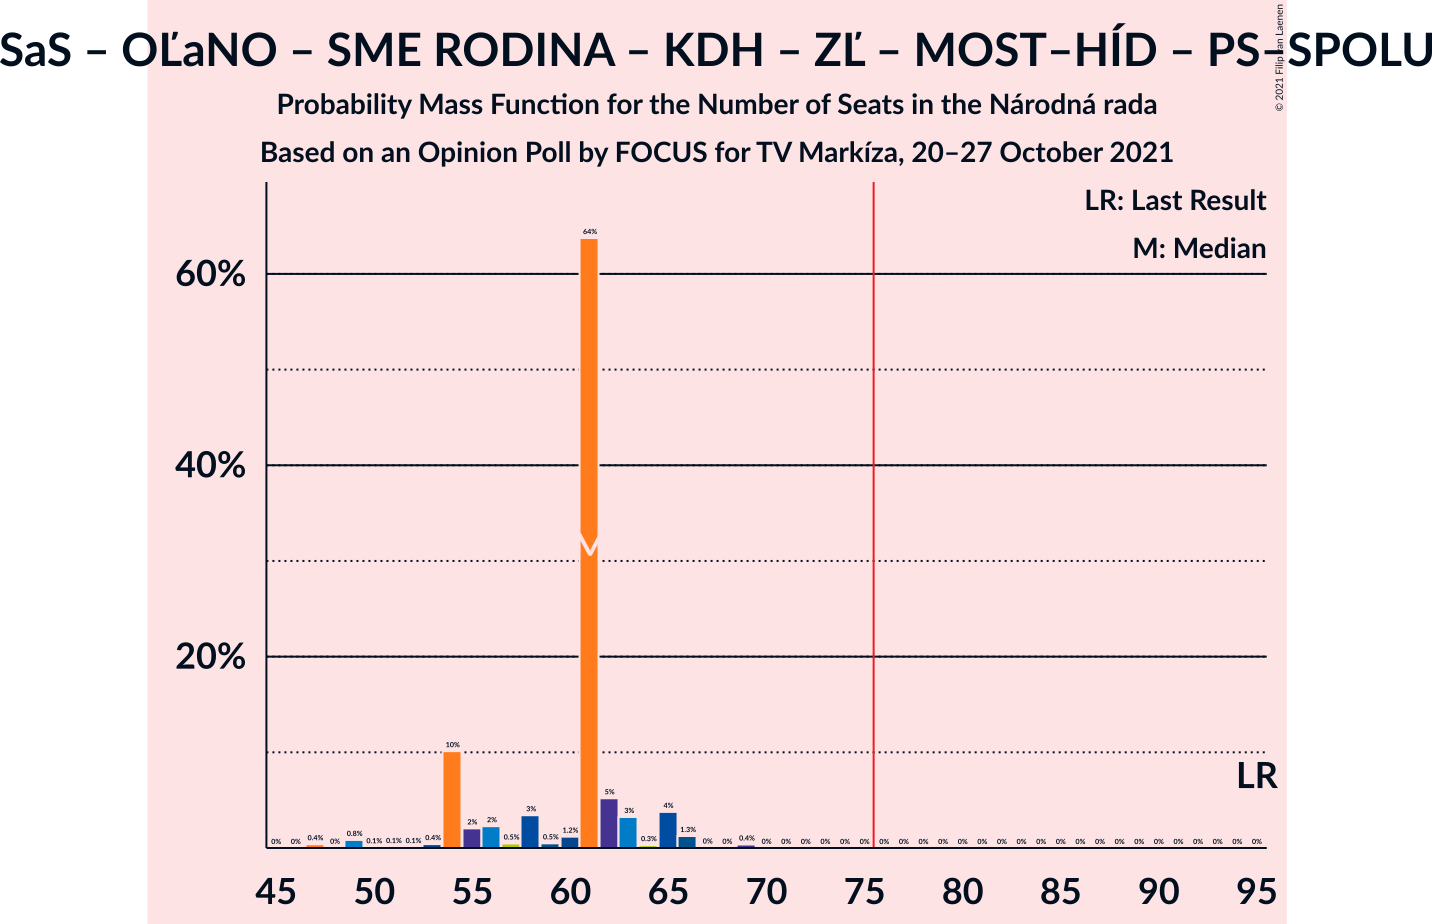 SaS – OĽaNO – SME RODINA – KDH – ZĽ – MOST–HÍD – PS–SPOLU
© 2021 Filip van Laenen
Probability Mass Function for the Number of Seats in the Národná rada
Based on an Opinion Poll by FOCUS for TV Markíza, 20–27 October 2021
LR: Last Result
M: Median
64%
60%
40%
20%
10%
LR
0% 0% 0.4% 0% 0.8% 0.1% 0.1% 0.1% 0.4% 2% 2% 0.5% 3% 0.5% 1.2% 5% 3% 0.3% 4% 1.3% 0% 0% 0.4% 0% 0% 0% 0% 0% 0% 0% 0% 0% 0% 0% 0% 0% 0% 0% 0% 0% 0% 0% 0% 0% 0% 0% 0% 0% 0%
45 50 55 60 65 70 75 80 85 90 95